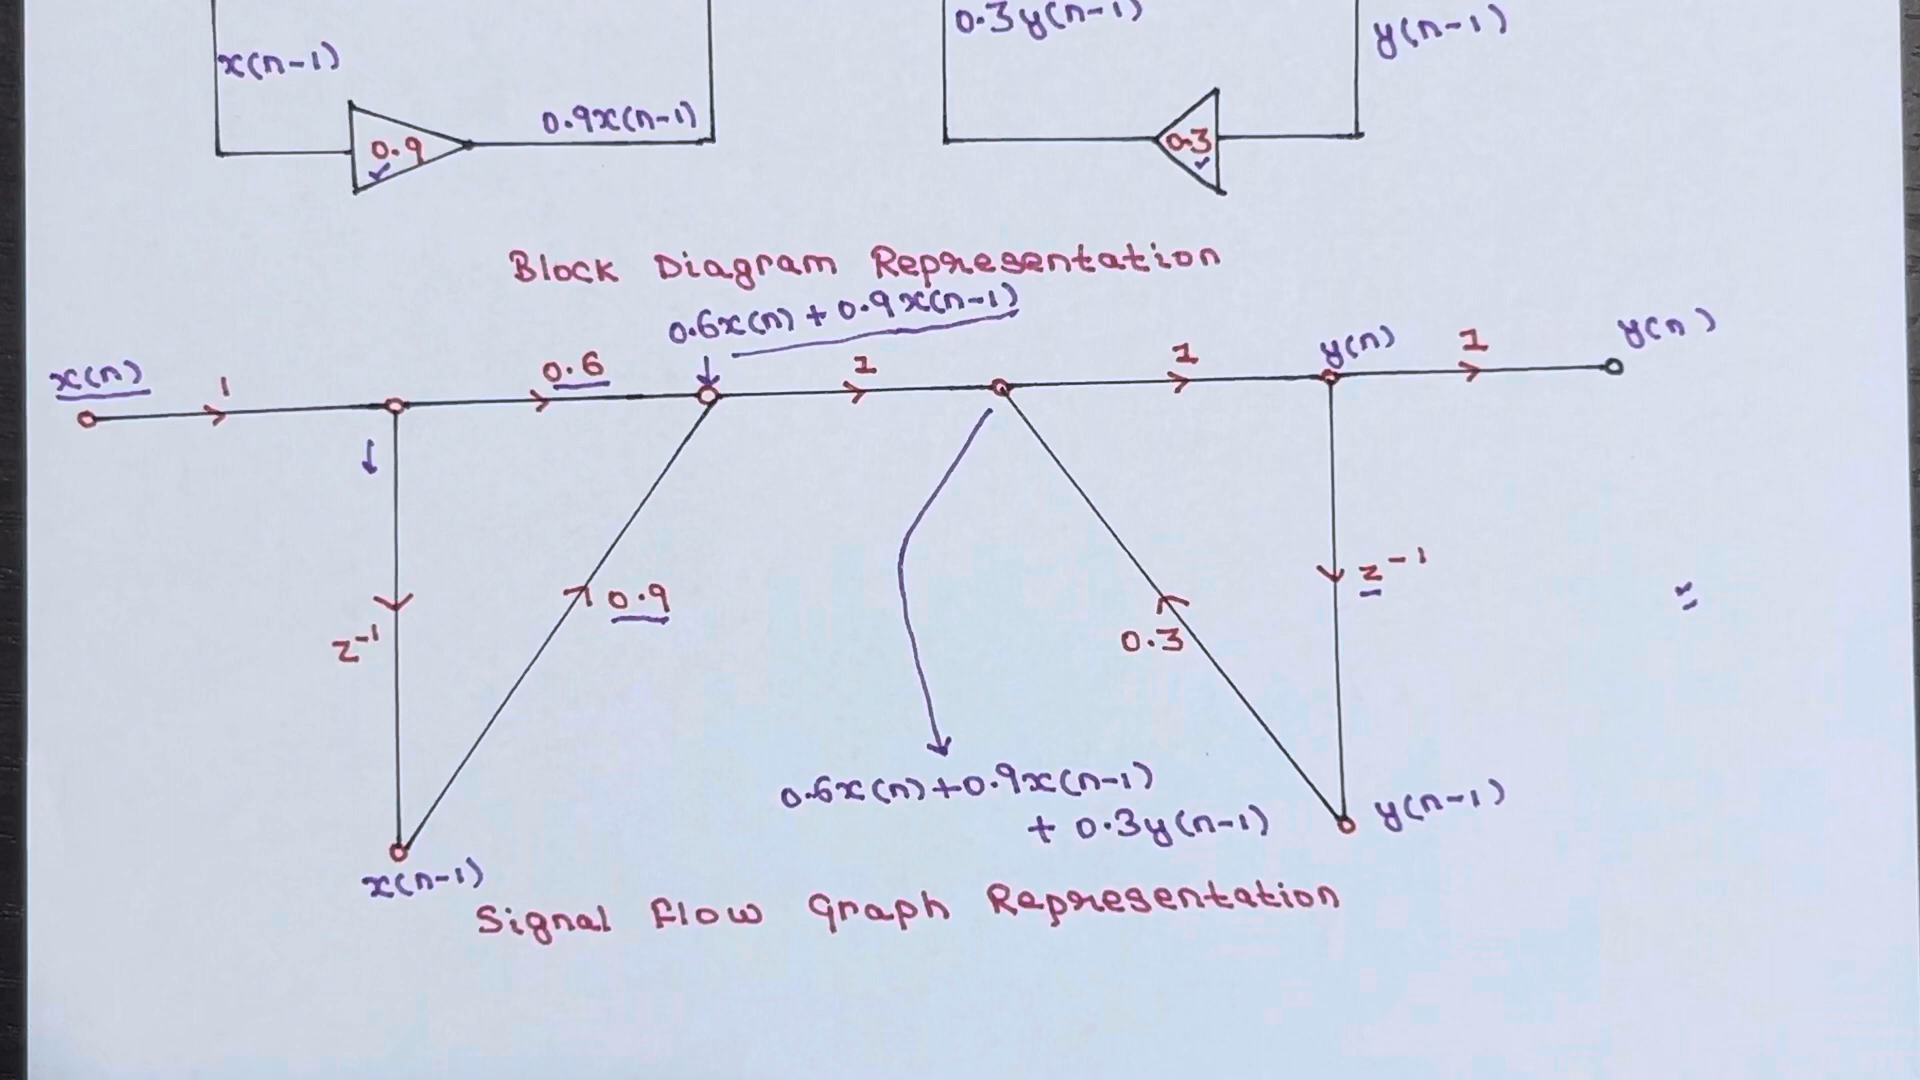 0.3y(n-1)
y(n-1)
x(n-1)
0.9x(n-1)
0.9
0.3
Block Diagram Representation
0.6x(n) + 0.9x(n-1)
x(n)
1
0.6
1
1
y(n)
1
y(n)
z⁻¹
0.9
0.3
z⁻¹
0.6x(n)+0.9x(n-1)
+ 0.3y(n-1)
y(n-1)
x(n-1)
Signal Flow Graph Representation